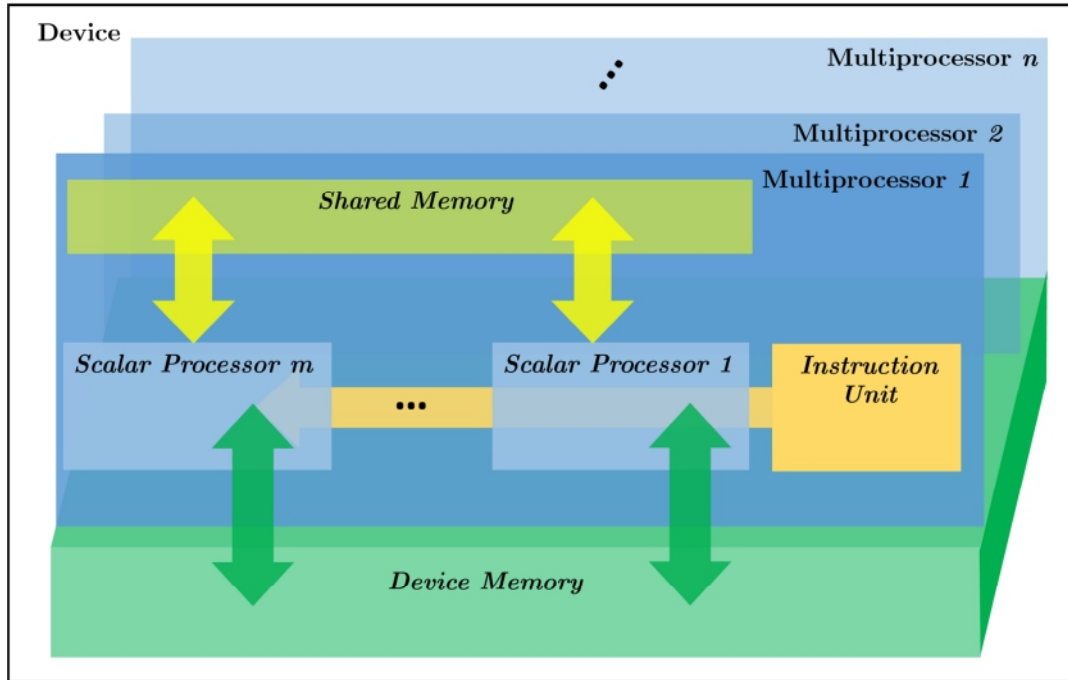 Device
Multiprocessor n
Multiprocessor 2
Multiprocessor 1
Shared Memory
Scalar Processor m
Scalar Processor 1
Instruction
Unit
...
Device Memory